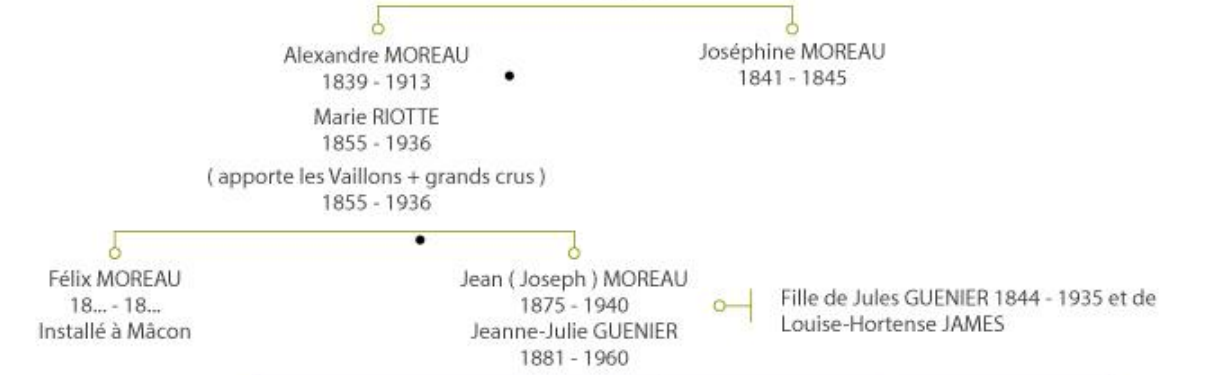 Alexandre MOREAU
1839 - 1913
Joséphine MOREAU
1841 - 1845
Marie RIOTTE
1855 - 1936
( apporte les Vaillons + grands crus )
1855 - 1936
Félix MOREAU
18... - 18...
Installé à Mâcon
Jean ( Joseph ) MOREAU
1875 - 1940
Jeanne-Julie GUENIER
1881 - 1960
Fille de Jules GUENIER 1844 - 1935 et de
Louise-Hortense JAMES